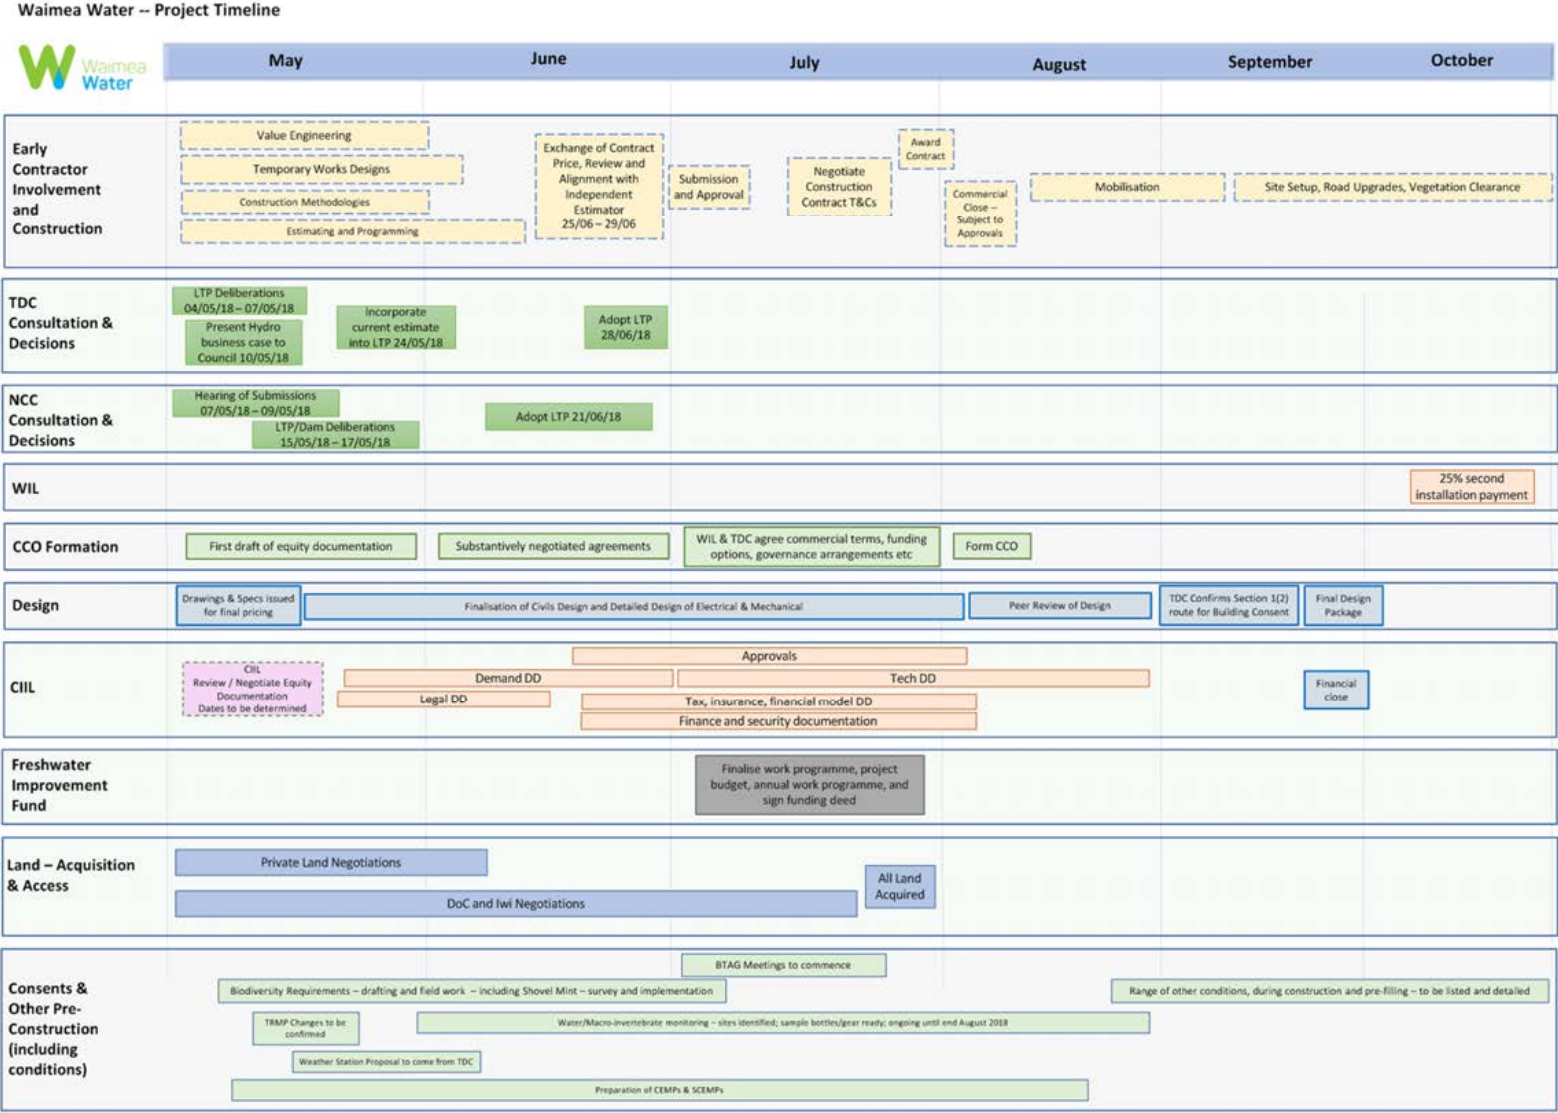 Waimea Water -- Project Timeline
Waimea
Water
May
June
July
August
September
October
Early
Contractor
Involvement
and
Construction
Value Engineering
Temporary Works Designs
Construction Methodologies
Estimating and Programming
Exchange of Contract
Price, Review and
Alignment with
Independent
Estimator
25/06 – 29/06
Submission
and Approval
Negotiate
Construction
Contract T&Cs
Award
Contract
Commercial
Close –
Subject to
Approvals
Mobilisation
Site Setup, Road Upgrades, Vegetation Clearance
TDC
Consultation &
Decisions
LTP Deliberations
04/05/18 – 07/05/18
Present Hydro
business case to
Council 10/05/18
Incorporate
current estimate
into LTP 24/05/18
Adopt LTP
28/06/18
NCC
Consultation &
Decisions
Hearing of Submissions
07/05/18 – 09/05/18
LTP/Dam Deliberations
15/05/18 – 17/05/18
Adopt LTP 21/06/18
WIL
25% second
installation payment
CCO Formation
First draft of equity documentation
Substantively negotiated agreements
WIL & TDC agree commercial terms, funding
options, governance arrangements etc
Form CCO
Design
Drawings & Specs issued
for final pricing
Finalisation of Civils Design and Detailed Design of Electrical & Mechanical
Peer Review of Design
TDC Confirms Section 1(2)
route for Building Consent
Final Design
Package
CIIL
CIIL
Review / Negotiate Equity
Documentation
Dates to be determined
Approvals
Demand DD
Tech DD
Legal DD
Tax, insurance, financial model DD
Finance and security documentation
Financial
close
Freshwater
Improvement
Fund
Finalise work programme, project
budget, annual work programme, and
sign funding deed
Land – Acquisition
& Access
Private Land Negotiations
DoC and Iwi Negotiations
All Land
Acquired
Consents &
Other Pre-
Construction
(including
conditions)
BTAG Meetings to commence
Biodiversity Requirements – drafting and field work – including Shovel Mint – survey and implementation
Range of other conditions, during construction and pre-filling – to be listed and detailed
TRMP Changes to be
confirmed
Water/Macro-invertebrate monitoring – sites identified; sample bottles/gear ready; ongoing until end August 2018
Weather Station Proposal to come from TDC
Preparation of CEMPs & SCEMPs